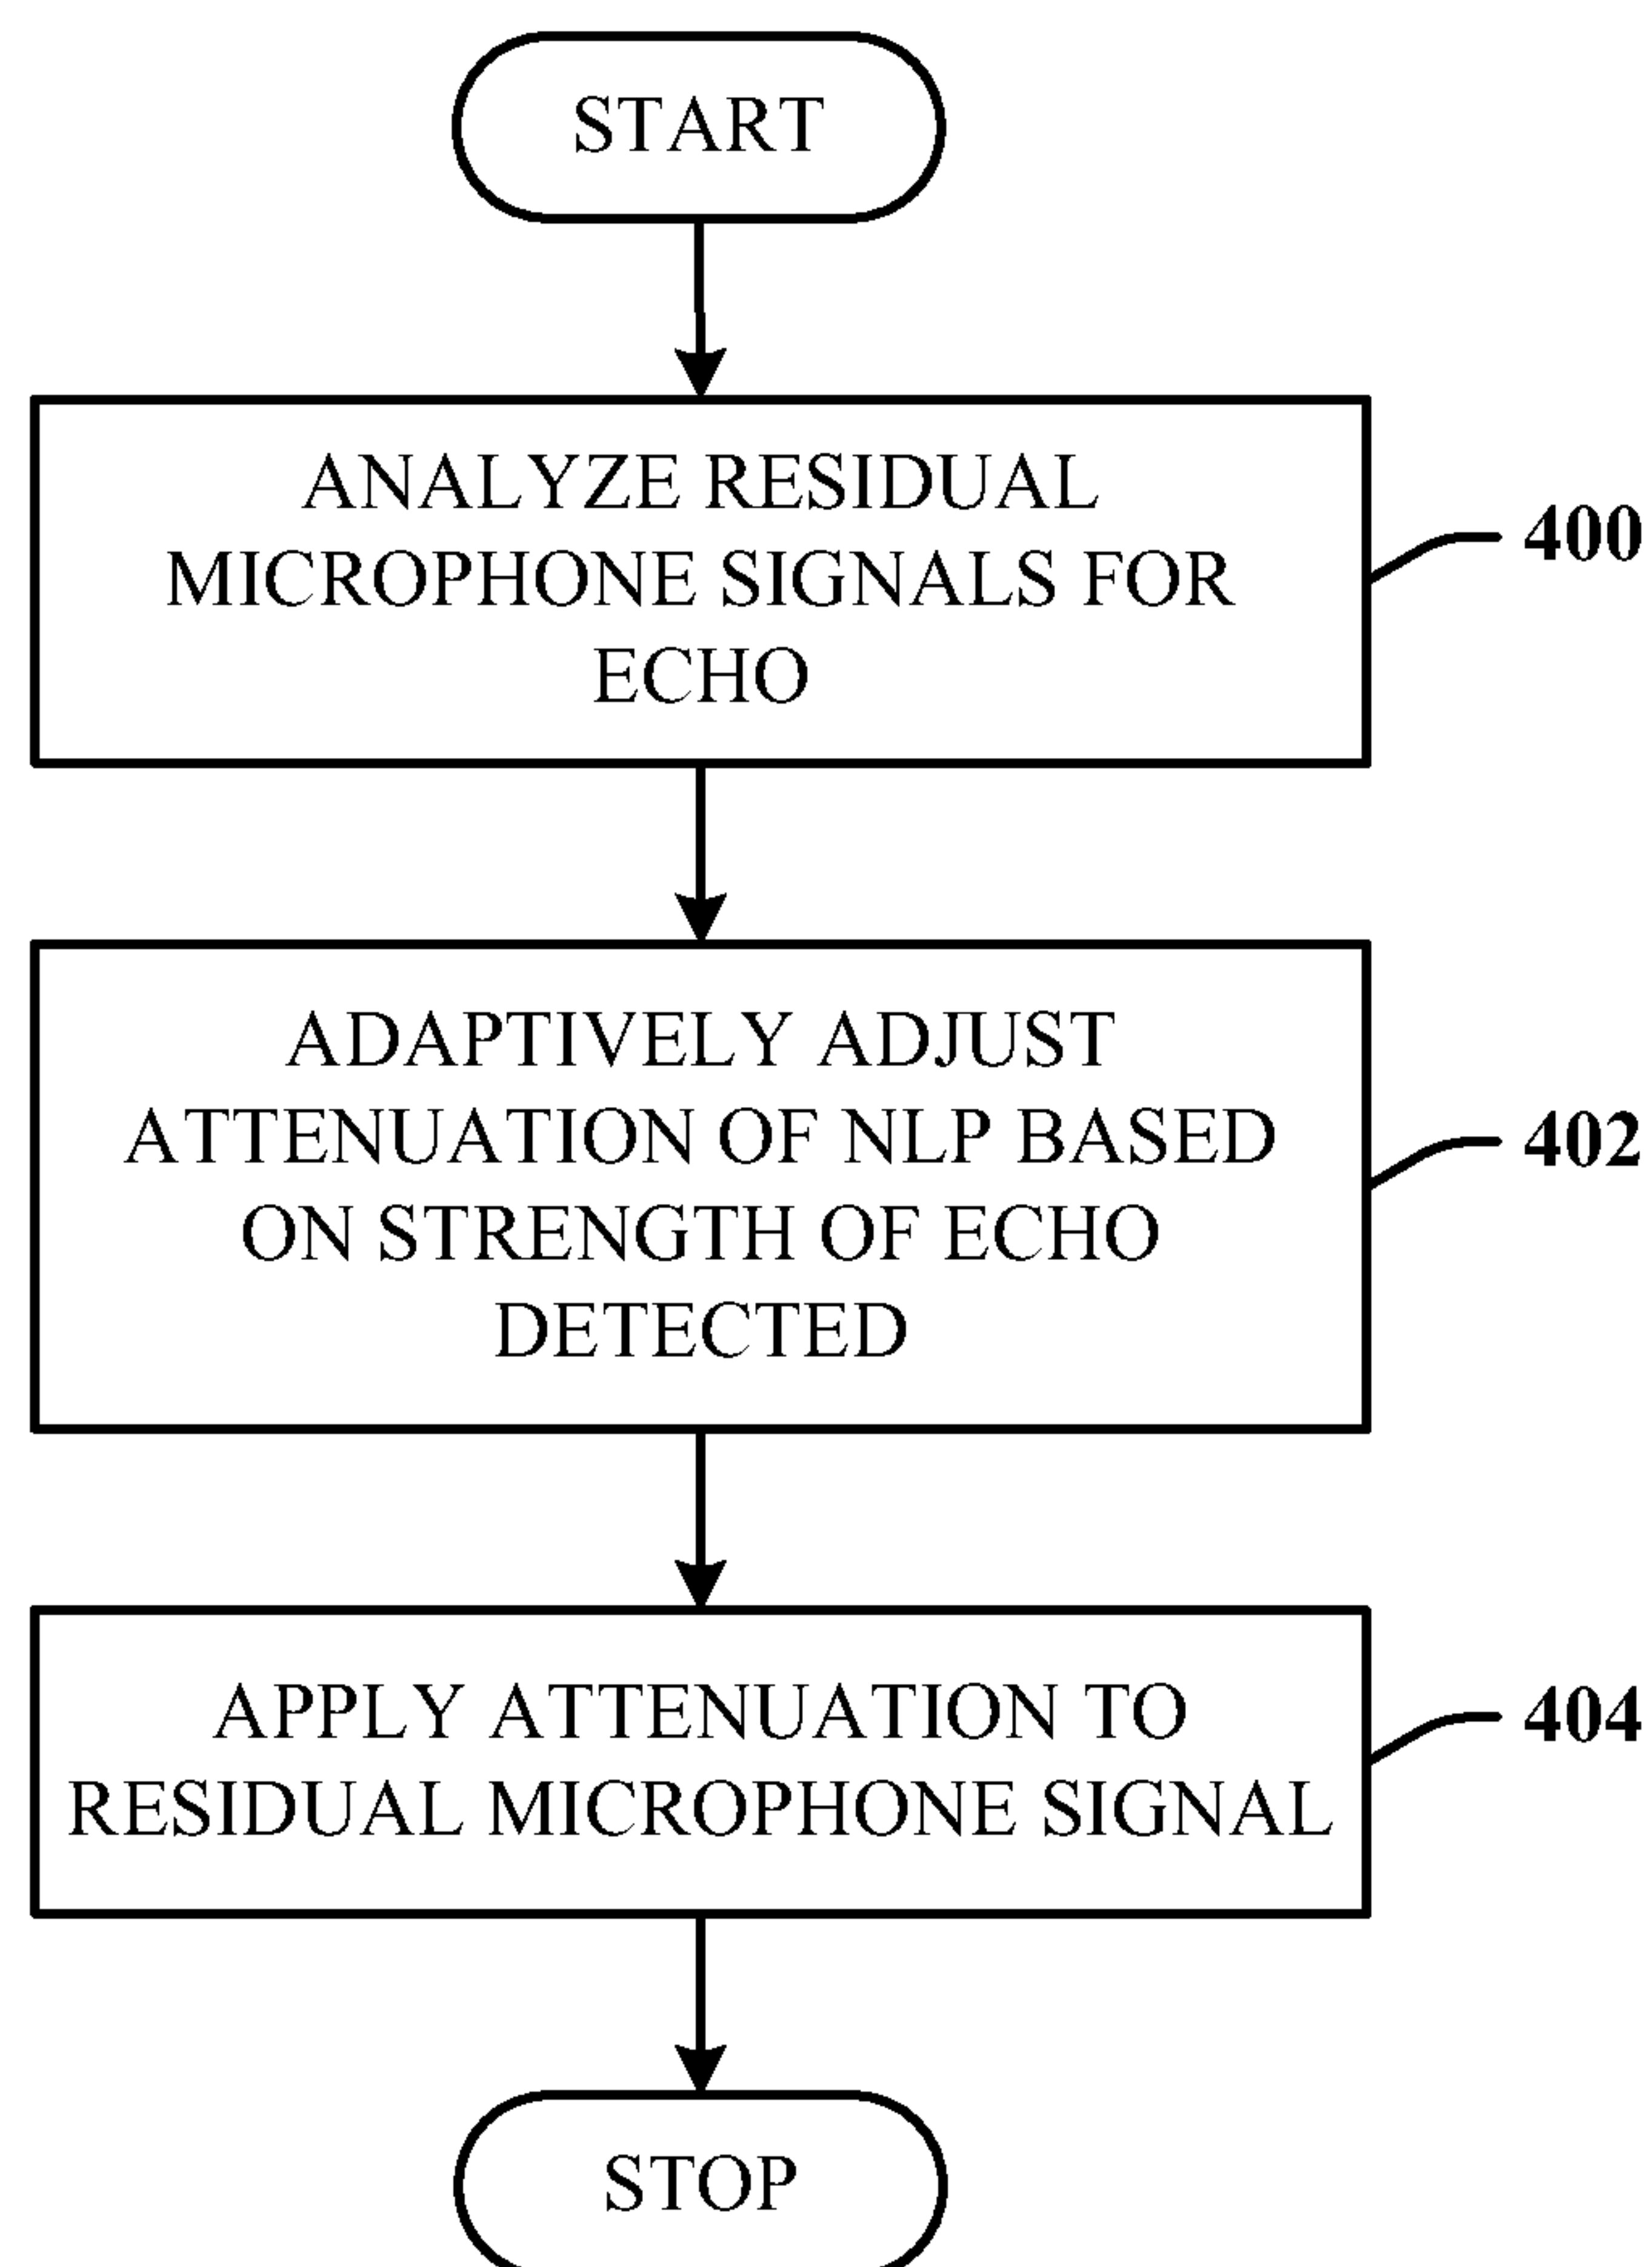 START
ANALYZE RESIDUAL
MICROPHONE SIGNALS FOR
ECHO
400
ADAPTIVELY ADJUST
ATTENUATION OF NLP BASED
ON STRENGTH OF ECHO
DETECTED
402
APPLY ATTENUATION TO
RESIDUAL MICROPHONE SIGNAL
404
STOP